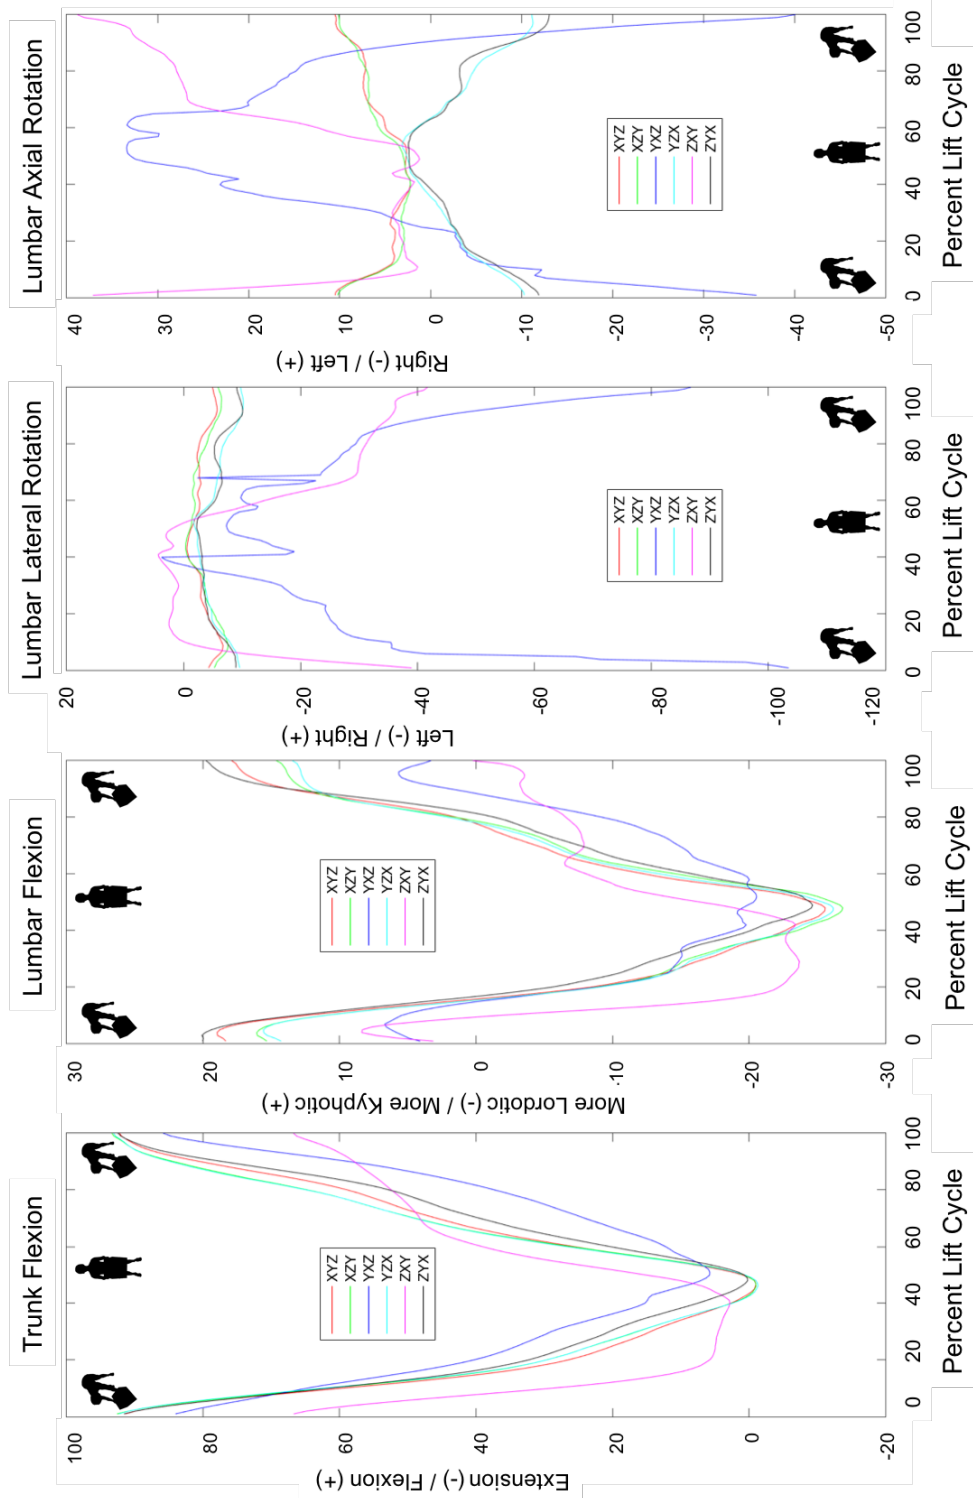 Trunk Flexion
Extension (-) / Flexion (+)
100
80
60
40
20
0
-20
XYZ
XZY
YXZ
YZX
ZXY
ZYX
0
20
40
60
80
100
Percent Lift Cycle
Lumbar Flexion
More Lordotic (-) / More Kyphotic (+)
30
20
10
0
-10
-20
-30
XYZ
XZY
YXZ
YZX
ZXY
ZYX
0
20
40
60
80
100
Percent Lift Cycle
Lumbar Lateral Rotation
Left (-) / Right (+)
20
0
-20
-40
-60
-80
-100
-120
XYZ
XZY
YXZ
YZX
ZXY
ZYX
0
20
40
60
80
100
Percent Lift Cycle
Lumbar Axial Rotation
Right (-) / Left (+)
40
30
20
10
0
-10
-20
-30
-40
-50
XYZ
XZY
YXZ
YZX
ZXY
ZYX
0
20
40
60
80
100
Percent Lift Cycle